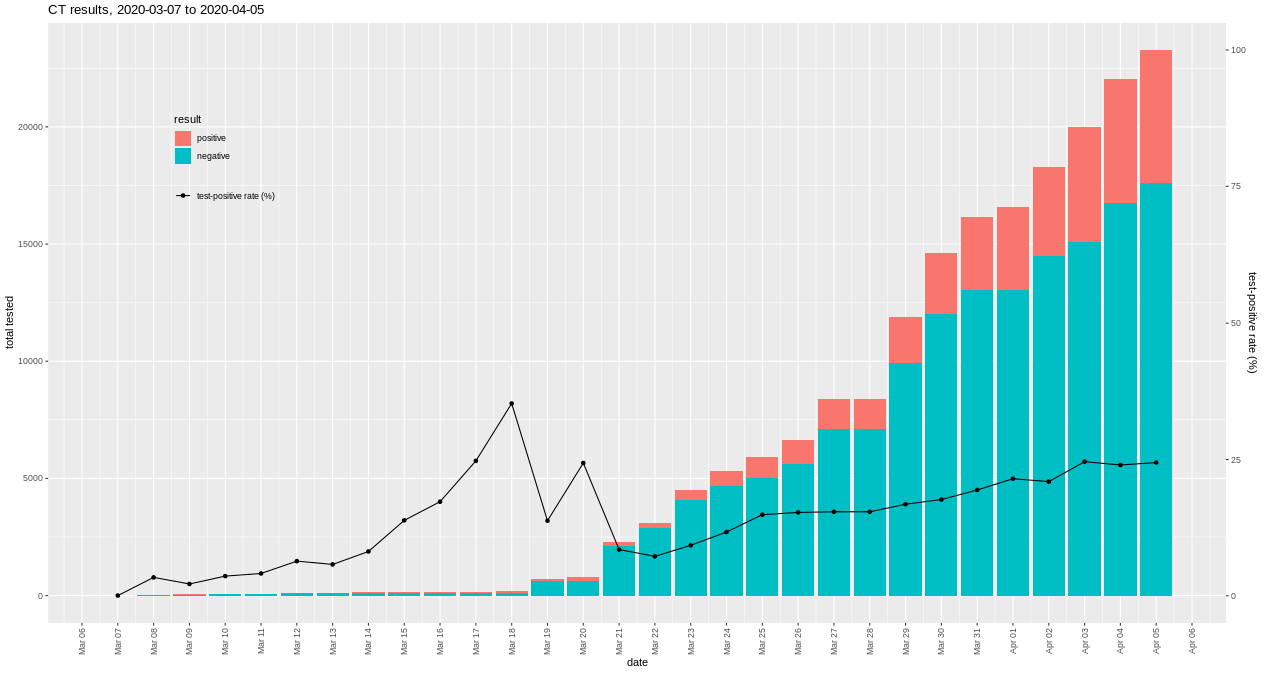 CT results, 2020-03-07 to 2020-04-05
total tested
20000
15000
10000
5000
0
result
positive
negative
test-positive rate (%)
100
75
50
25
0
test-positive rate (%)
Mar 06
Mar 07
Mar 08
Mar 09
Mar 10
Mar 11
Mar 12
Mar 13
Mar 14
Mar 15
Mar 16
Mar 17
Mar 18
Mar 19
Mar 20
Mar 21
Mar 22
Mar 23
Mar 24
Mar 25
Mar 26
Mar 27
Mar 28
Mar 29
Mar 30
Mar 31
Apr 01
Apr 02
Apr 03
Apr 04
Apr 05
Apr 06
date